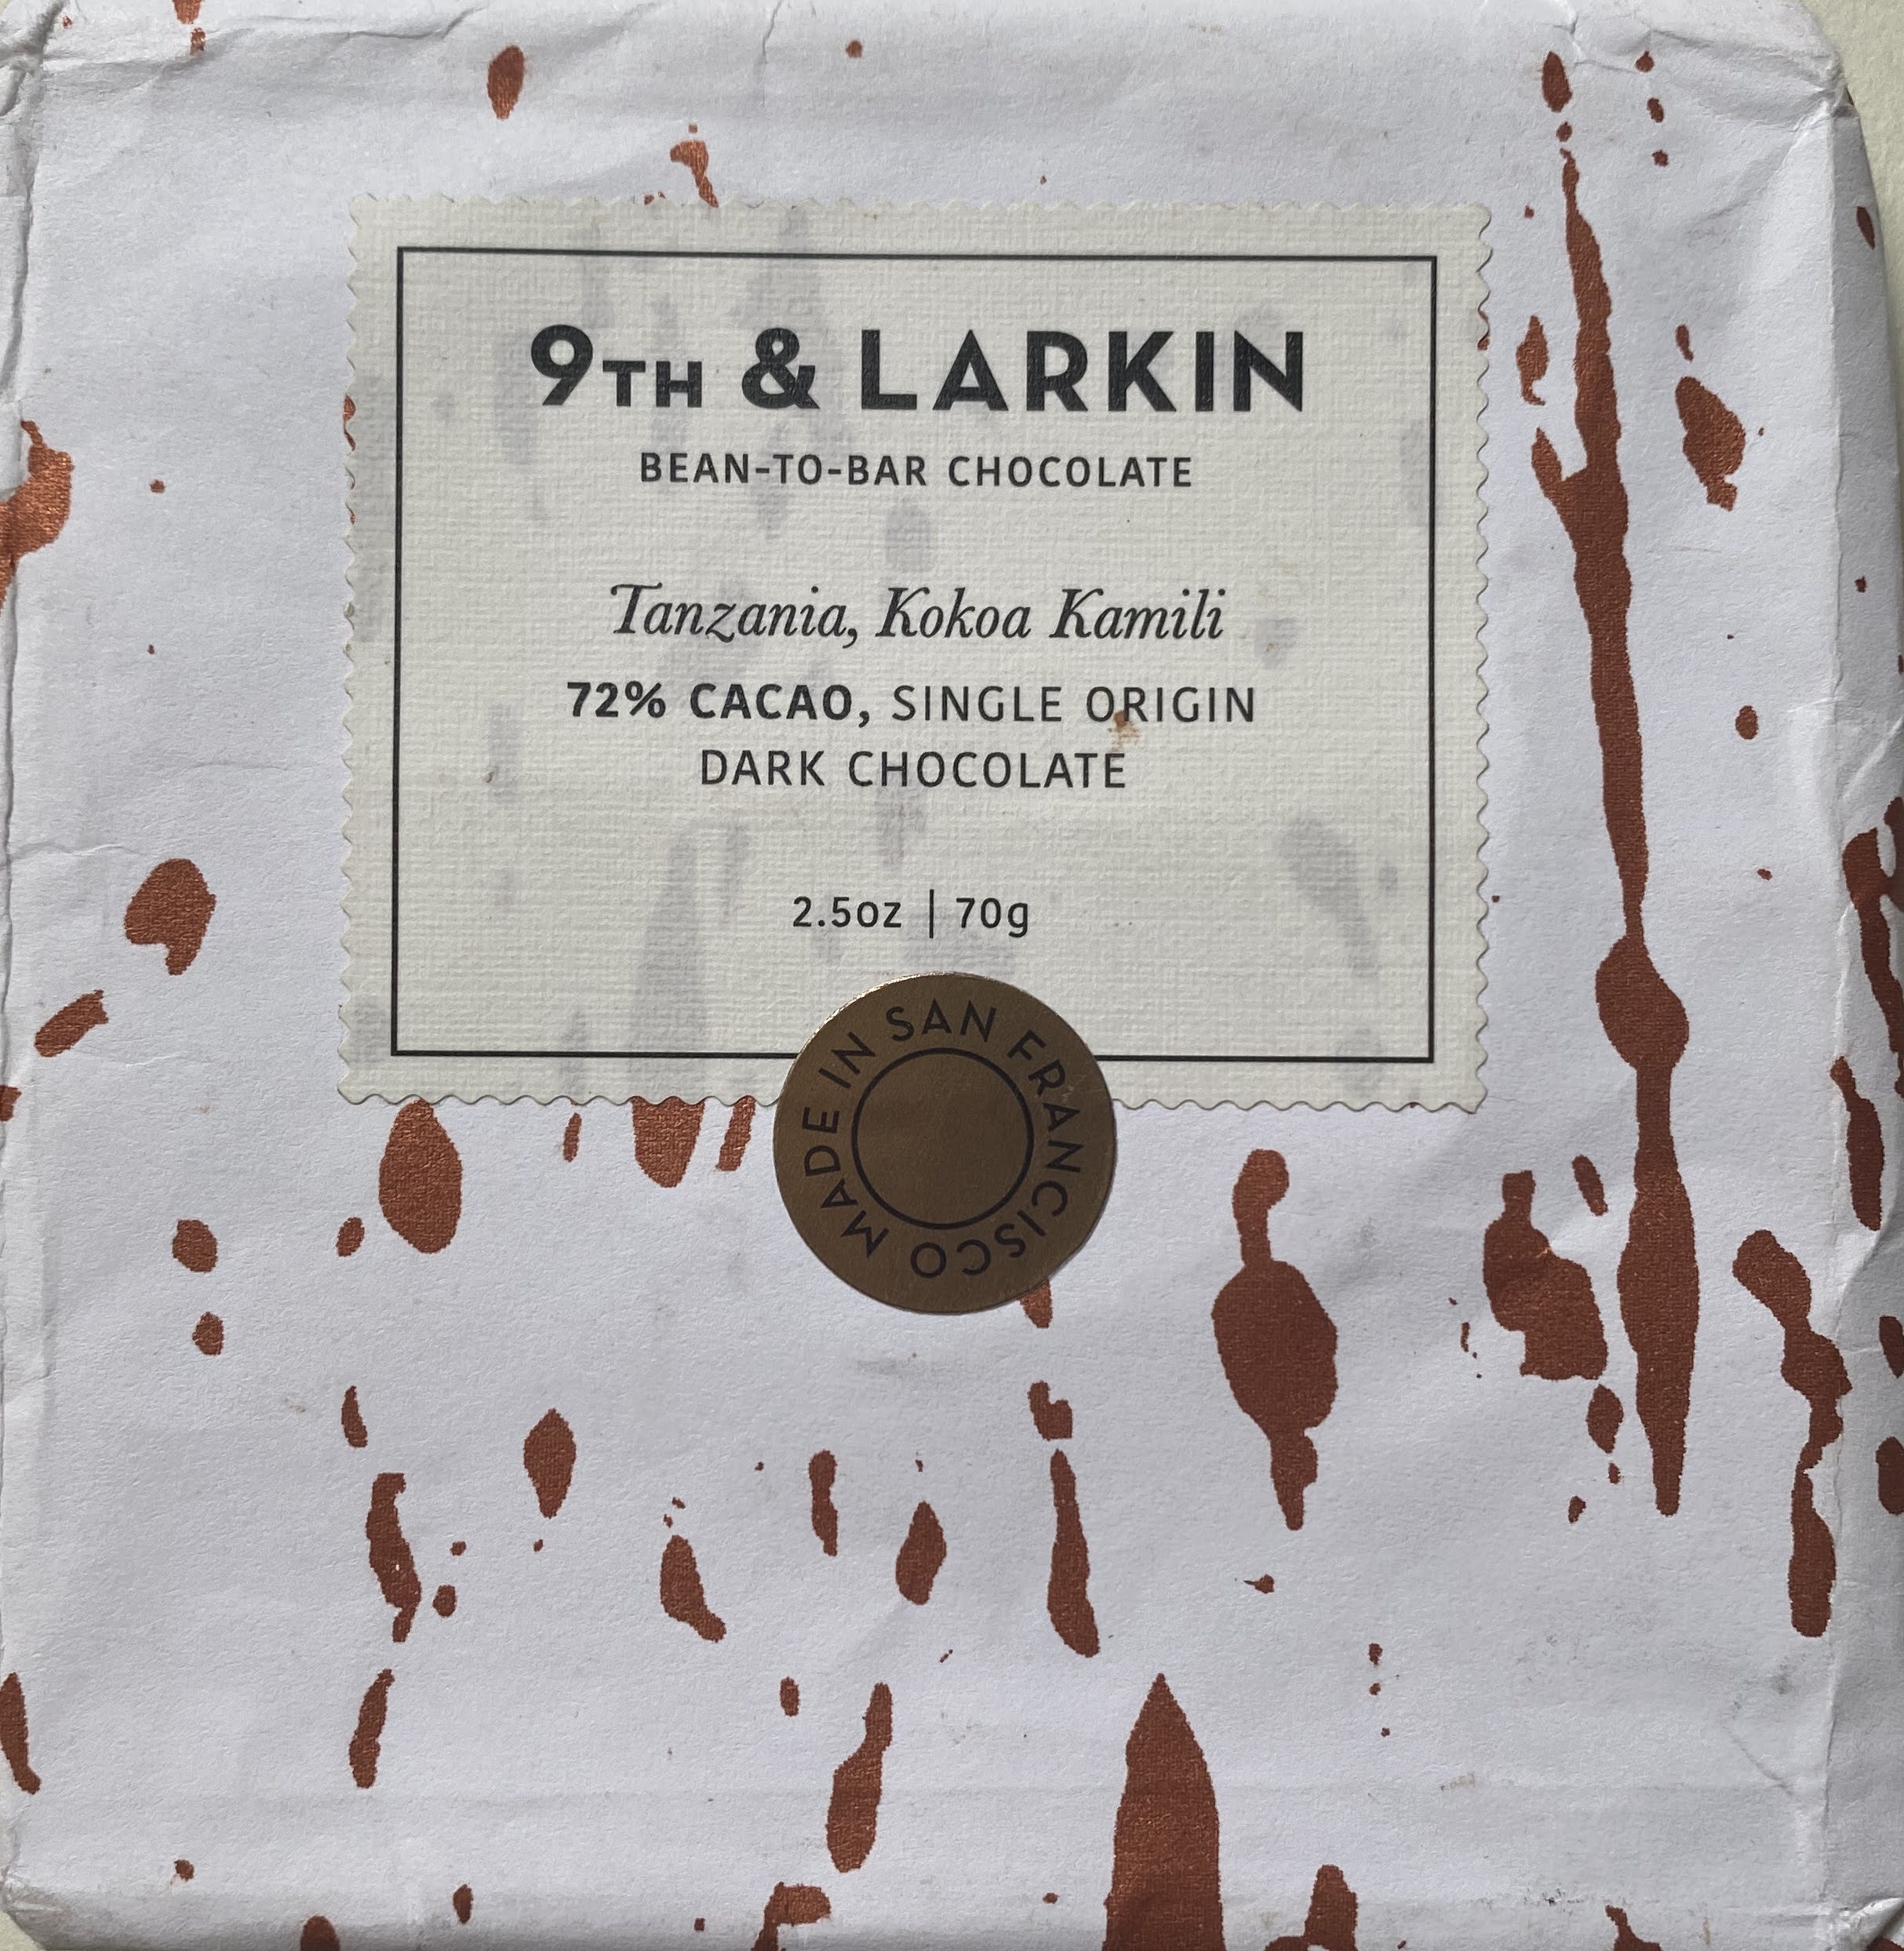 9TH & LARKIN
BEAN-TO-BAR CHOCOLATE
Tanzania, Kokoa Kamili
72% CACAO, SINGLE ORIGIN
DARK CHOCOLATE
2.5oz | 70g
MADE IN SAN FRANCISCO